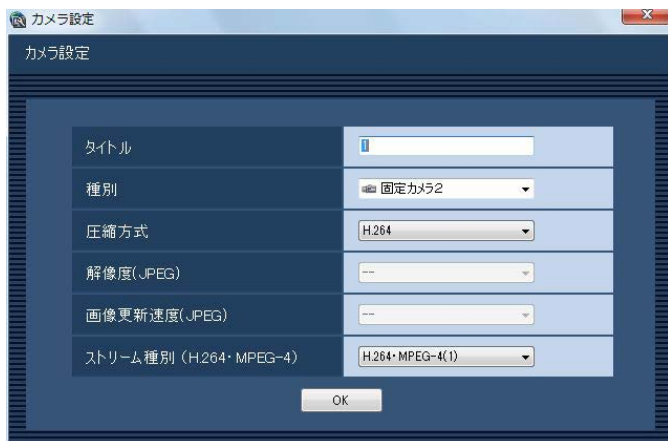 カメラ設定
カメラ設定
タイトル 1
種別 固定カメラ2
圧縮方式 H.264
解像度(JPEG) --
画像更新速度(JPEG) --
ストリーム種別 (H.264・MPEG-4) H.264・MPEG-4(1)
OK